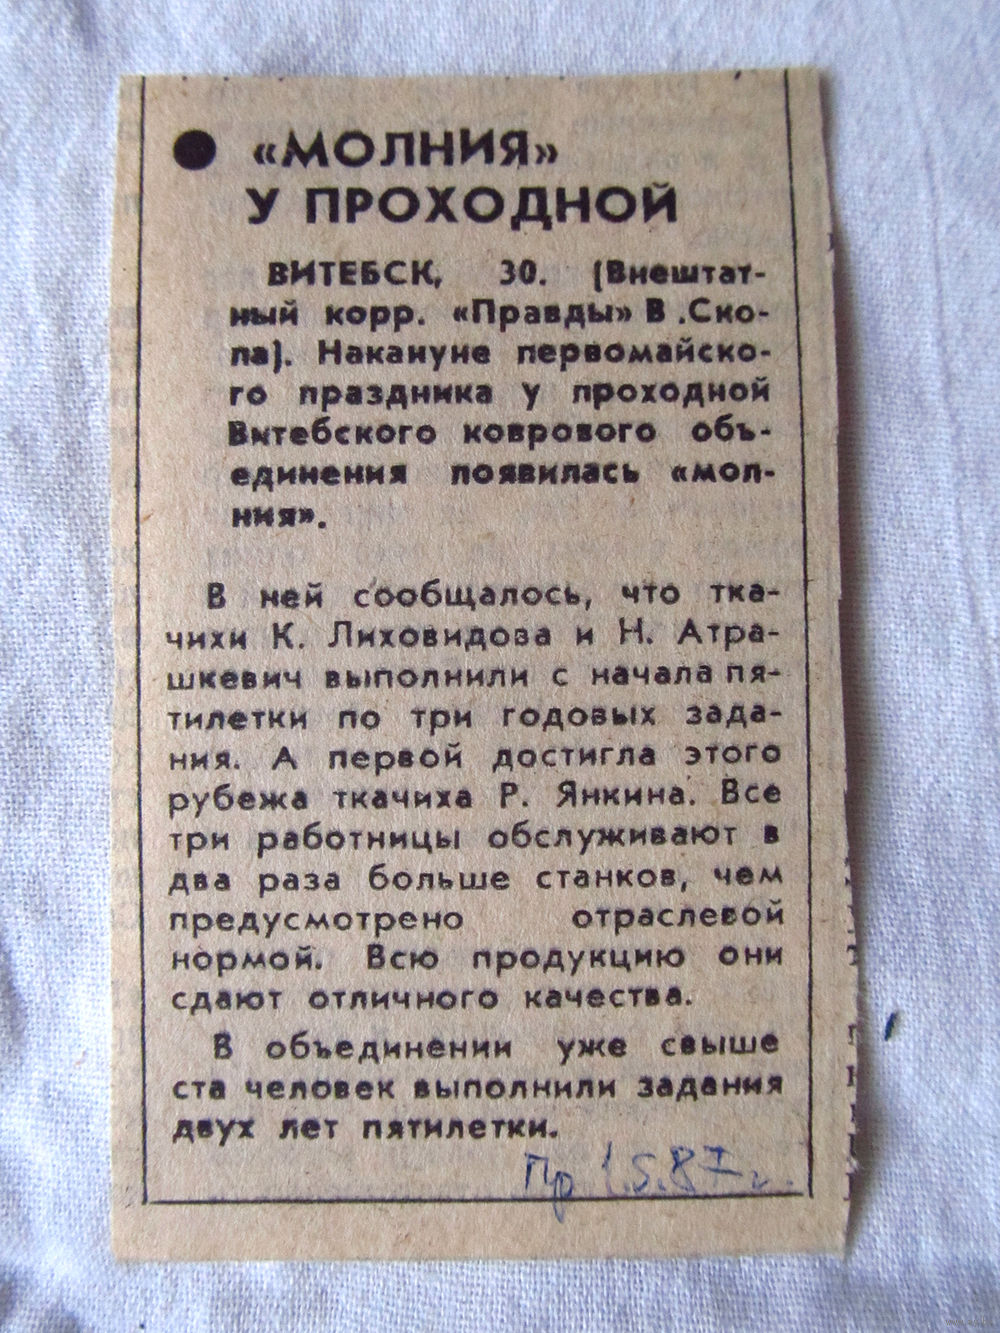 ● «МОЛНИЯ»
У ПРОХОДНОЙ
ВИТЕБСК, 30. (Внештат-
ный корр. «Правды» В .Ско-
па). Накануне первомайско-
го праздника у проходной
Витебского коврового объ-
единения появилась «мол-
ния».
В ней сообщалось, что тка-
чихи К. Лиховидова и Н. Атра-
шкевич выполнили с начала пя-
тилетки по три годовых зада-
ния. А первой достигла этого
рубежа ткачиха Р. Янкина. Все
три работницы обслуживают в
два раза больше станков, чем
предусмотрено отраслевой
нормой. Всю продукцию они
сдают отличного качества.
В объединении уже свыше
ста человек выполнили задания
двух лет пятилетки.
Пр 1.5.87 г.